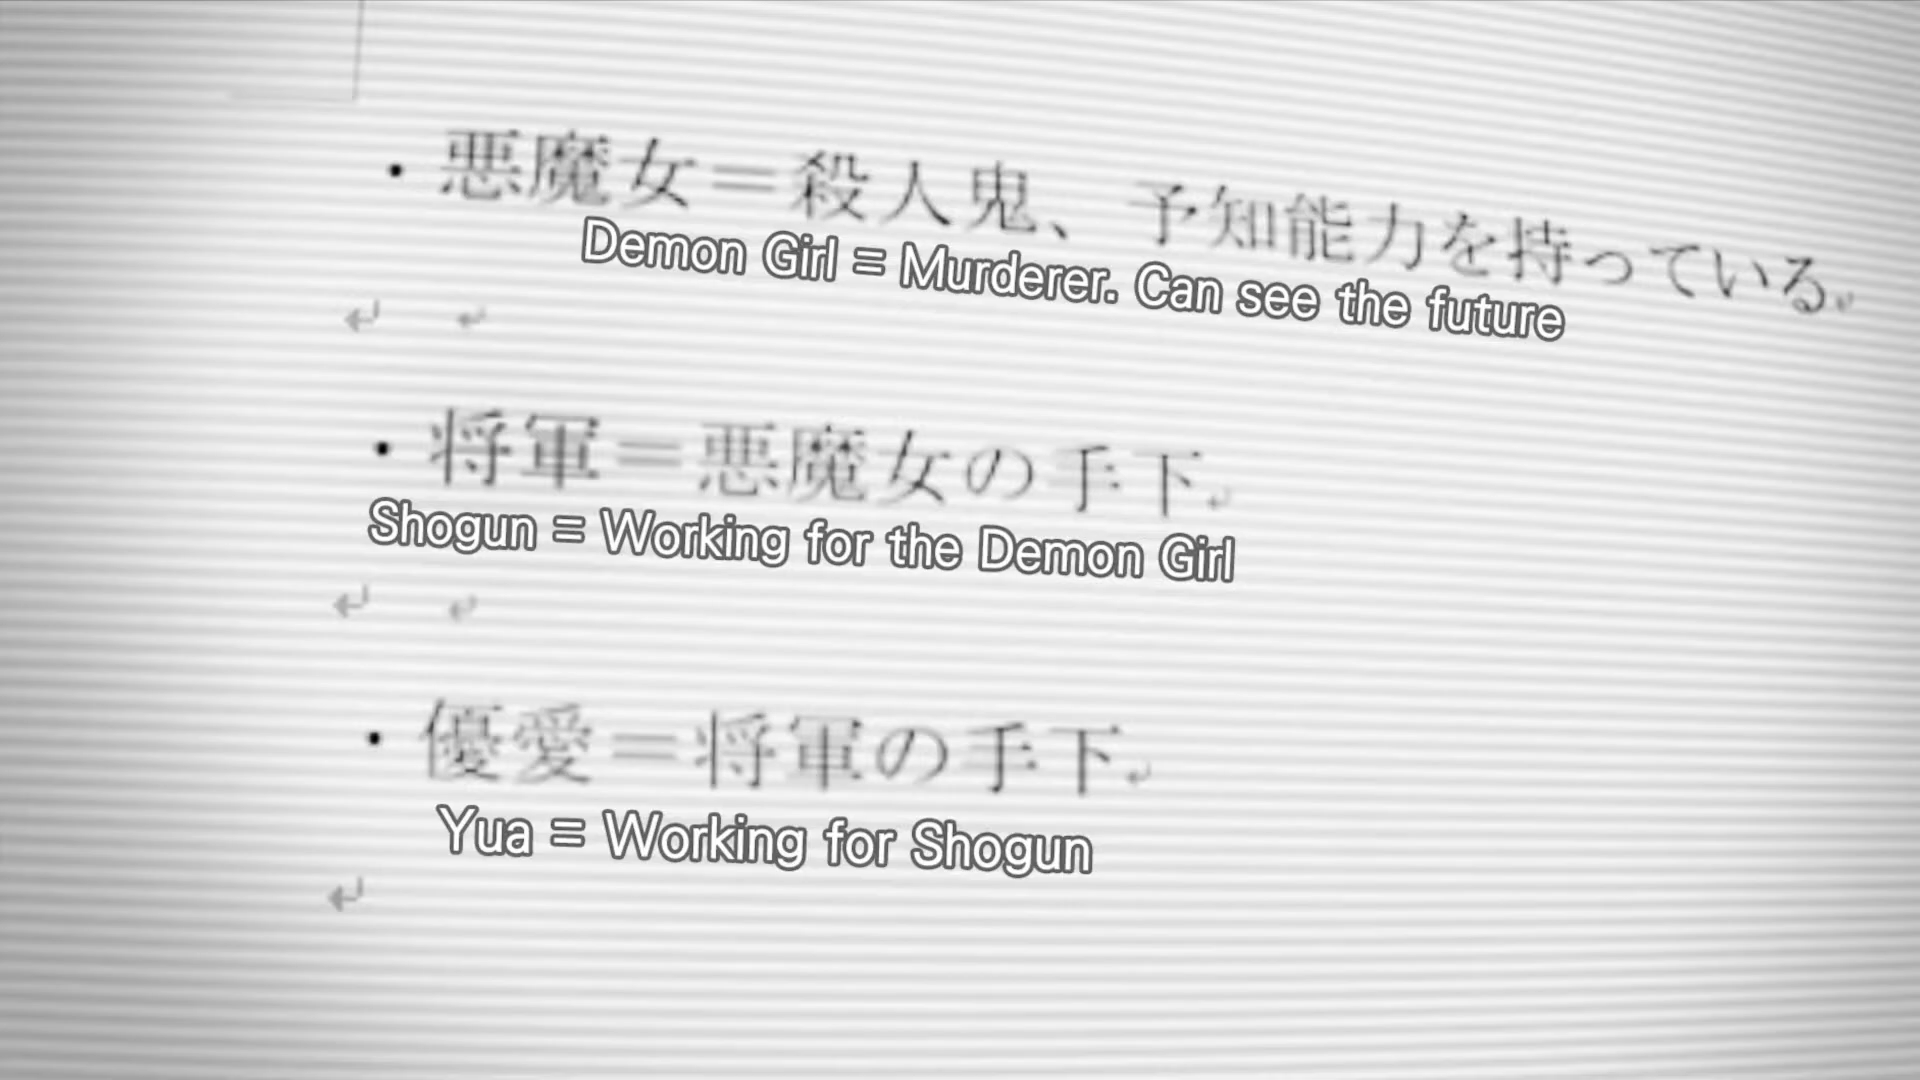 ・悪魔女＝殺人鬼、予知能力を持っている。
Demon Girl = Murderer. Can see the future
・将軍＝悪魔女の手下
Shogun = Working for the Demon Girl
・優愛＝将軍の手下
Yua = Working for Shogun